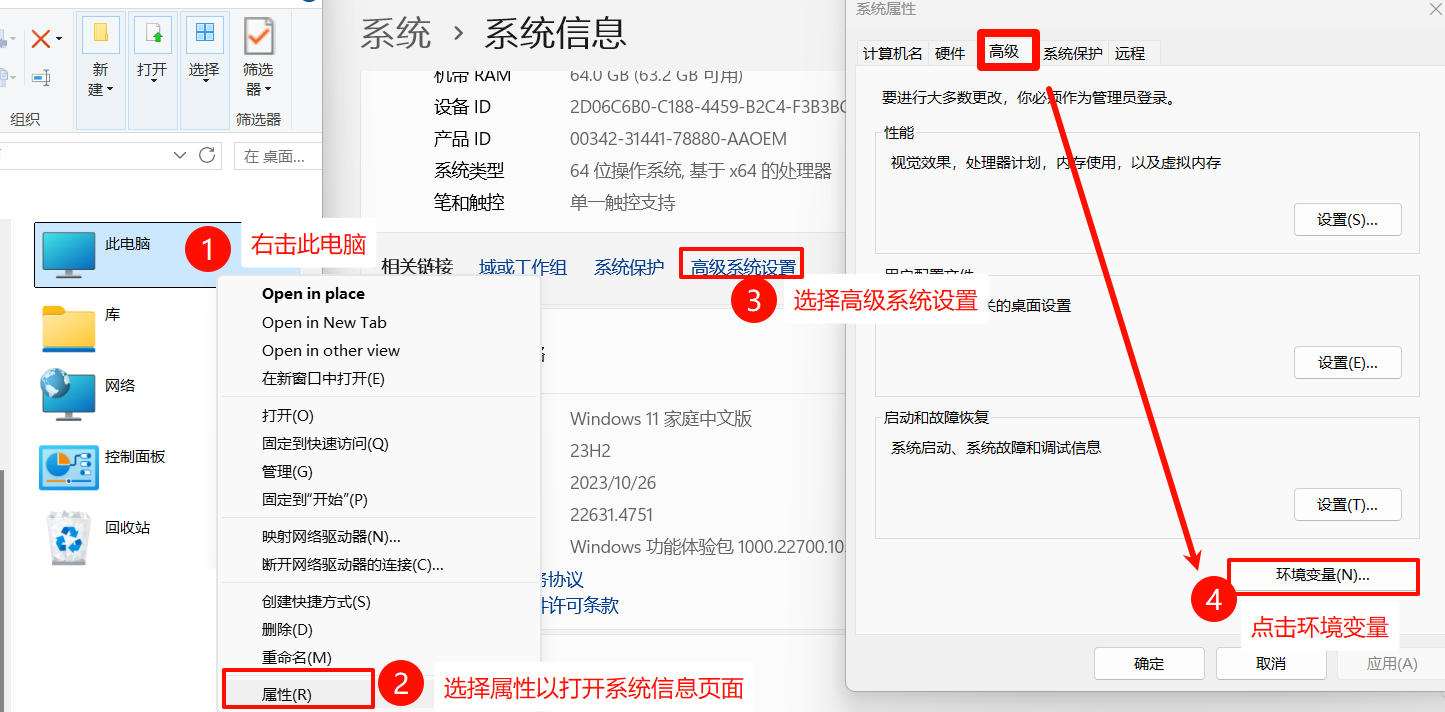 新
建
打开
选择
筛选
器
组织
筛选器
在 桌面...
此电脑
库
网络
控制面板
回收站
1
右击此电脑
Open in place
Open in New Tab
Open in other view
在新窗口中打开(E)
打开(O)
固定到快速访问(Q)
管理(G)
固定到“开始”(P)
映射网络驱动器(N)...
断开网络驱动器的连接(C)...
创建快捷方式(S)
删除(D)
重命名(M)
属性(R)
2
选择属性以打开系统信息页面
系统 › 系统信息
机带 RAM 64.0 GB (63.2 GB 可用)
设备 ID 2D06C6B0-C188-4459-B2C4-F3B3BC
产品 ID 00342-31441-78880-AAOEM
系统类型 64 位操作系统, 基于 x64 的处理器
笔和触控 单一触控支持
相关链接 域或工作组 系统保护 高级系统设置
3
选择高级系统设置
Windows 11 家庭中文版
23H2
2023/10/26
22631.4751
Windows 功能体验包 1000.22700.10
协议
许可条款
系统属性
计算机名 硬件 高级 系统保护 远程
要进行大多数更改，你必须作为管理员登录。
性能
视觉效果，处理器计划，内存使用，以及虚拟内存
设置(S)...
用户配置文件
的桌面设置
设置(E)...
启动和故障恢复
系统启动、系统故障和调试信息
设置(T)...
环境变量(N)...
4
点击环境变量
确定 取消 应用(A)